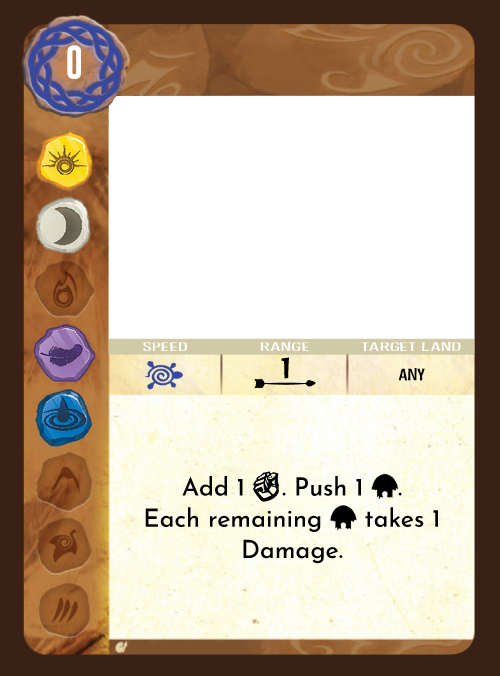 0
SPEED RANGE TARGET LAND
1 ANY
Add 1 . Push 1 .
Each remaining takes 1
Damage.